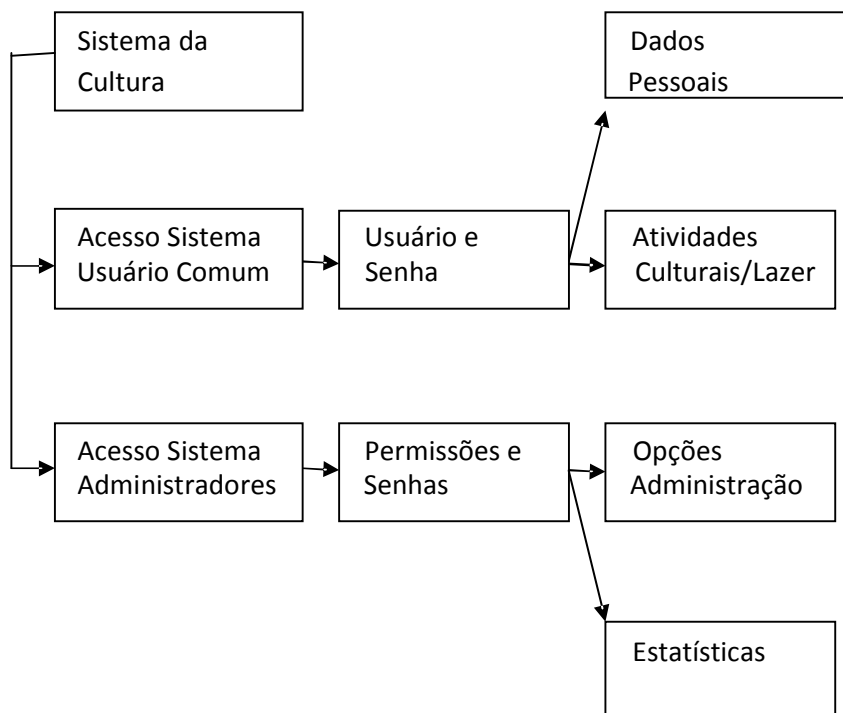 Sistema da
Cultura
Dados
Pessoais
Acesso Sistema
Usuário Comum
Usuário e
Senha
Atividades
Culturais/Lazer
Acesso Sistema
Administradores
Permissões e
Senhas
Opções
Administração
Estatísticas